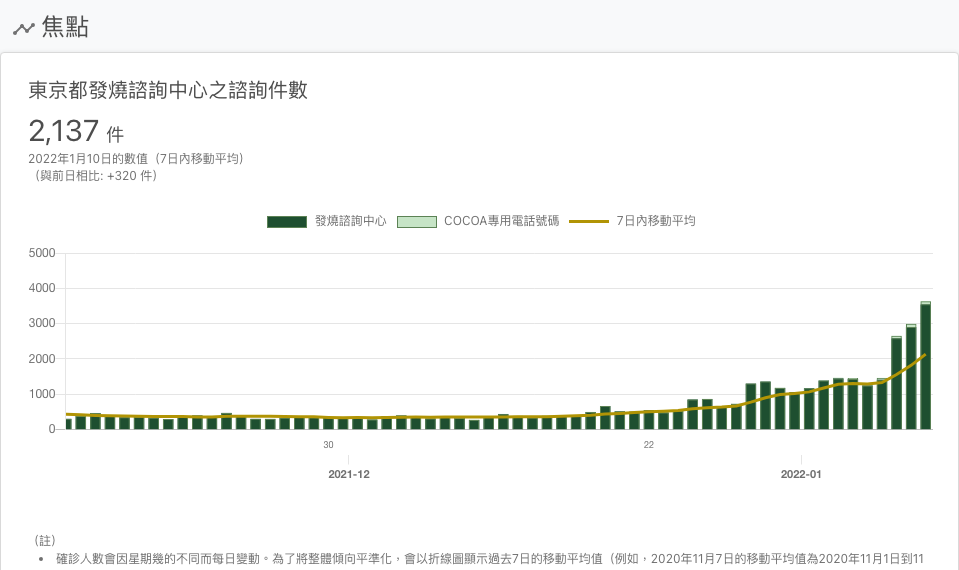 焦點
東京都發燒諮詢中心之諮詢件數
2,137 件
2022年1月10日的數值（7日內移動平均）
（與前日相比: +320 件）
發燒諮詢中心 COCOA專用電話號碼 7日內移動平均
5000
4000
3000
2000
1000
0
30 22
2021-12 2022-01
（註）
• 確診人數會因星期幾的不同而每日變動。為了將整體傾向平準化，會以折線圖顯示過去7日的移動平均值（例如，2020年11月7日的移動平均值為2020年11月1日到11